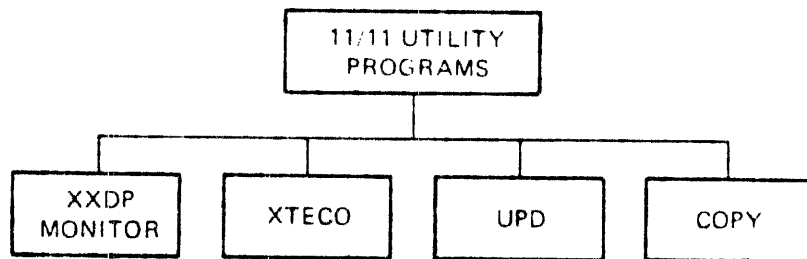 11/11 UTILITY
PROGRAMS
XXDP
MONITOR
XTECO
UPD
COPY